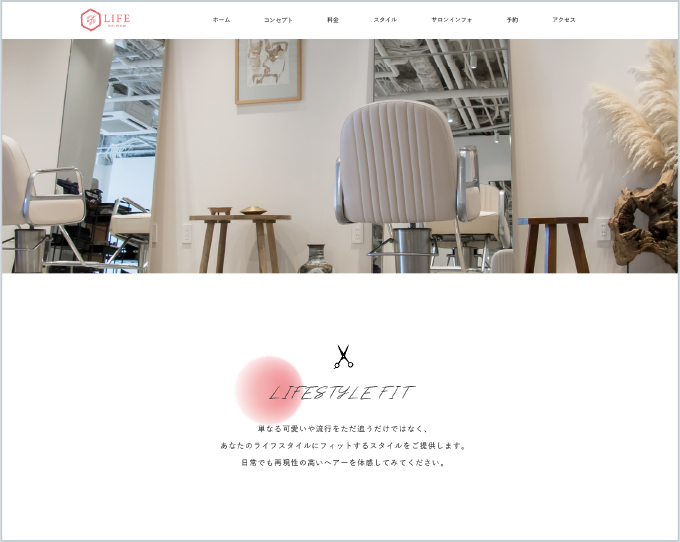 LIFE
ホーム
コンセプト
料金
スタイル
サロンインフォ
予約
アクセス
LIFESTYLE FIT
単なる可愛いや流行をただ追うだけではなく、
あなたのライフスタイルにフィットするスタイルをご提供します。
日常でも再現性の高いヘアーを体感してみてください。